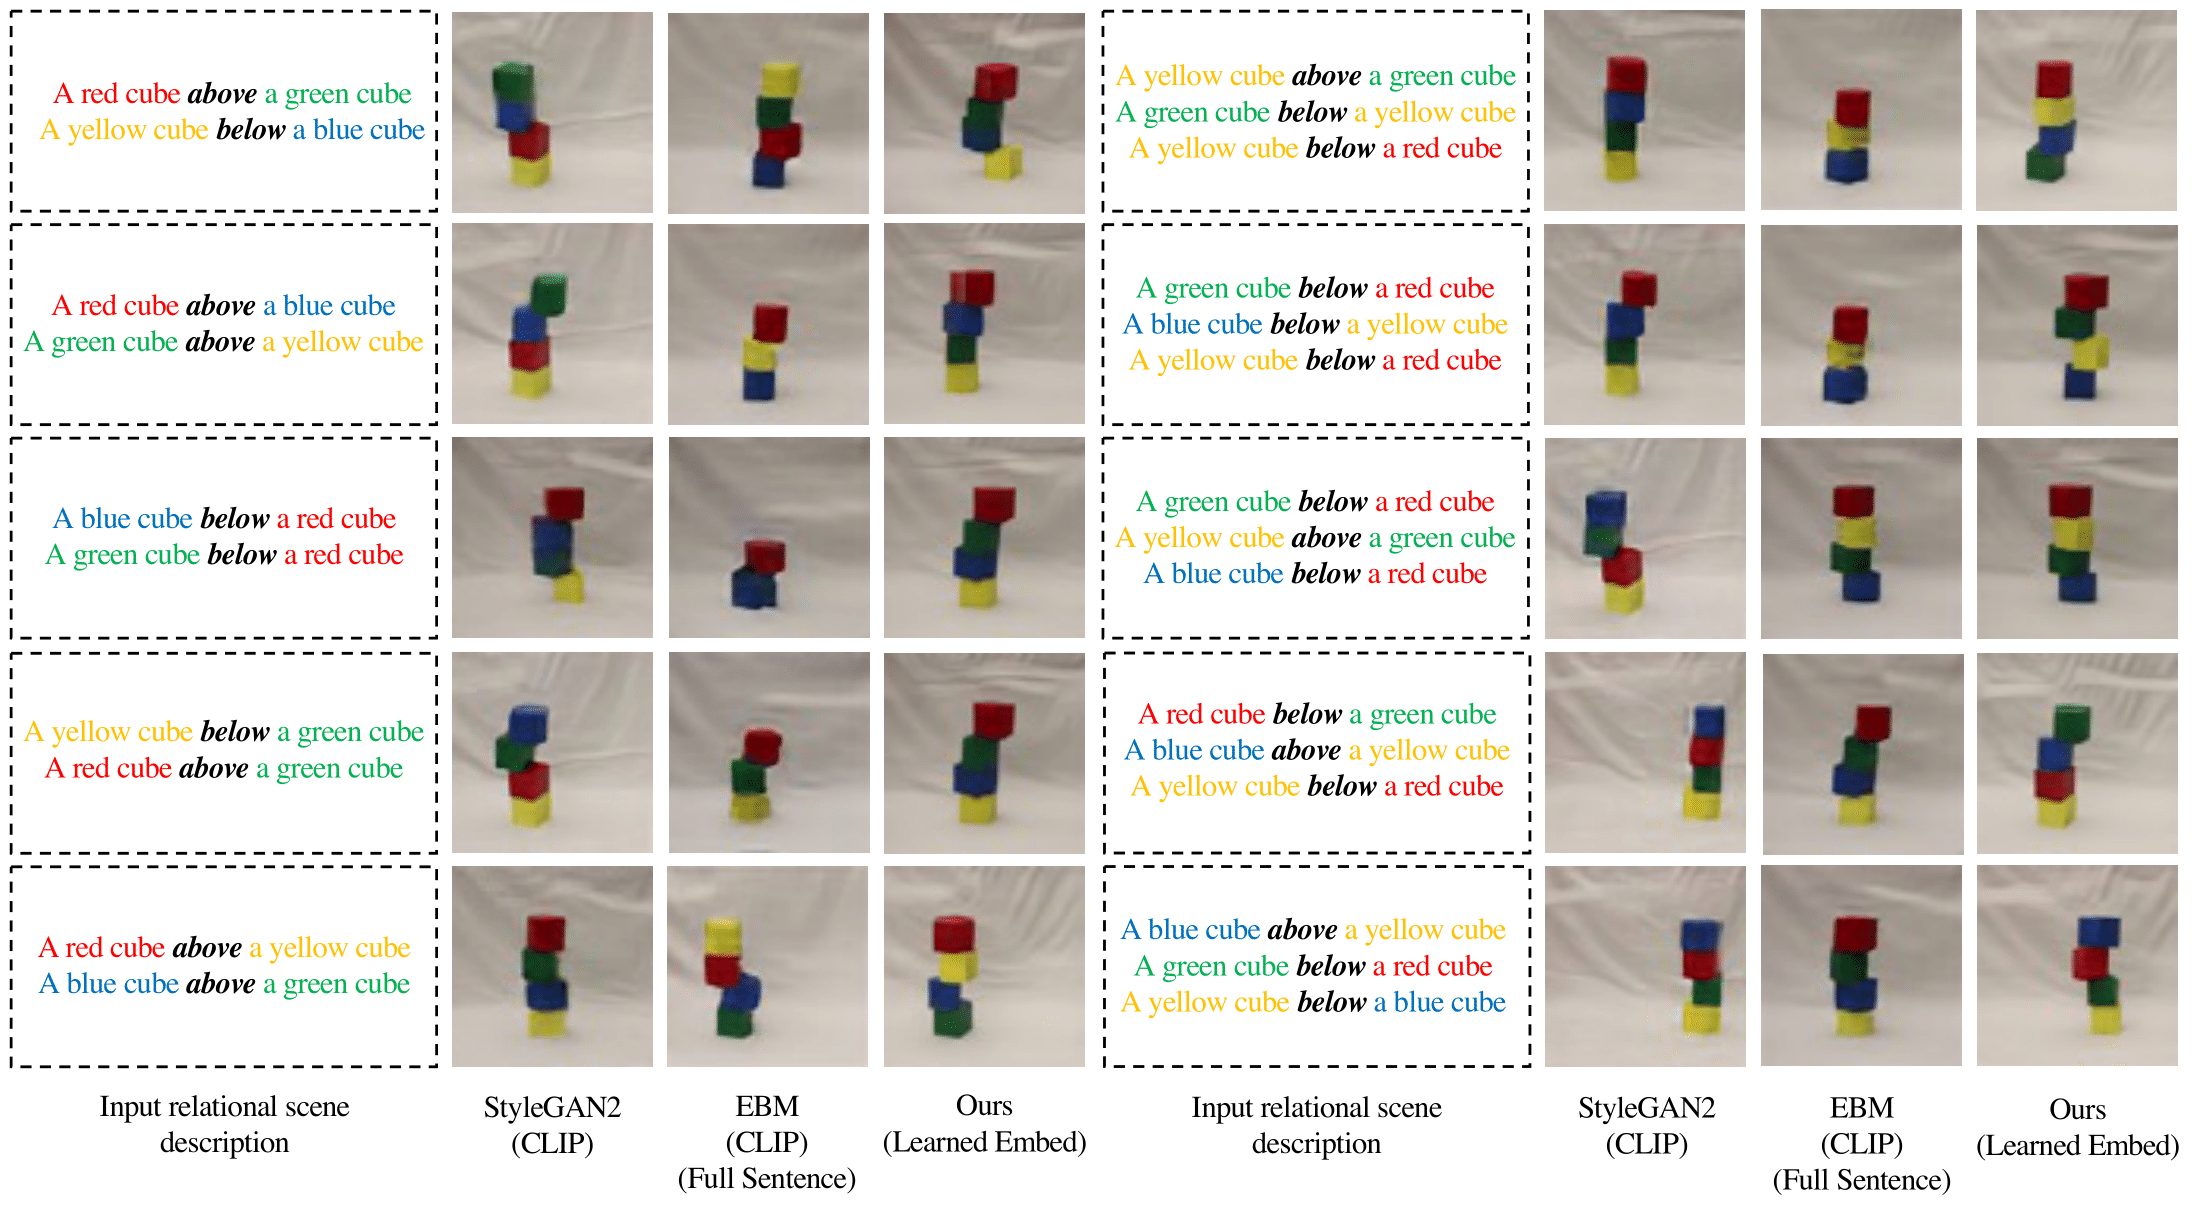 A red cube above a green cube
A yellow cube below a blue cube
A yellow cube above a green cube
A green cube below a yellow cube
A yellow cube below a red cube
A red cube above a blue cube
A green cube above a yellow cube
A green cube below a red cube
A blue cube below a yellow cube
A yellow cube below a red cube
A blue cube below a red cube
A green cube below a red cube
A green cube below a red cube
A yellow cube above a green cube
A blue cube below a red cube
A yellow cube below a green cube
A red cube above a green cube
A red cube below a green cube
A blue cube above a yellow cube
A yellow cube below a red cube
A red cube above a yellow cube
A blue cube above a green cube
A blue cube above a yellow cube
A green cube below a red cube
A yellow cube below a blue cube
Input relational scene
description
StyleGAN2
(CLIP)
EBM
(CLIP)
(Full Sentence)
Ours
(Learned Embed)
Input relational scene
description
StyleGAN2
(CLIP)
EBM
(CLIP)
(Full Sentence)
Ours
(Learned Embed)